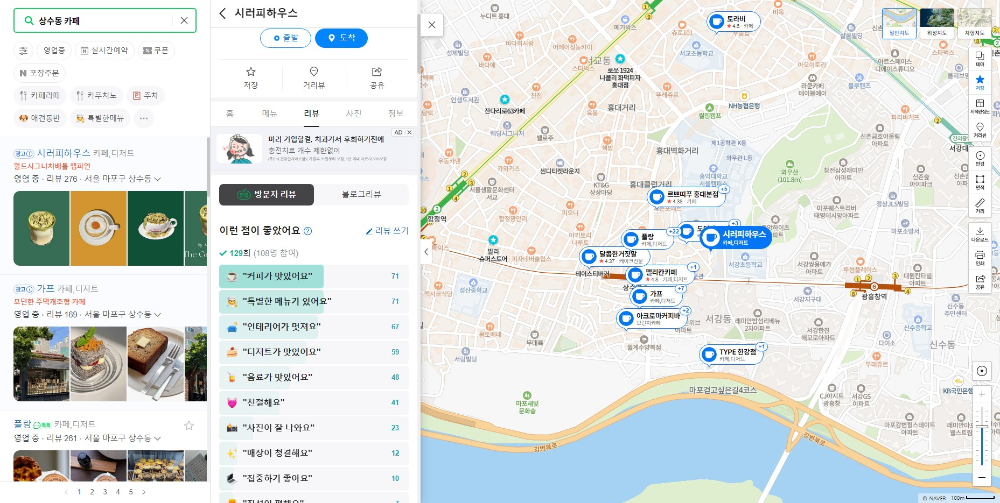 상수동 카페
영업중
실시간예약
쿠폰
포장주문
카페라떼
카푸치노
주차
애견동반
특별한메뉴
광고
시러피하우스 카페,디저트
월드시그니처배틀 챔피언
영업 중 · 리뷰 276 · 서울 마포구 상수동
광고
가프 카페,디저트
모던한 주택개조형 카페
영업 중 · 리뷰 169 · 서울 마포구 상수동
플랑 톡톡 카페,디저트
영업 중 · 리뷰 261 · 서울 마포구 상수동
1 2 3 4 5
시러피하우스
출발
도착
저장
거리뷰
공유
홈
메뉴
리뷰
사진
정보
AD
미리 가입할걸, 치과가서 후회하기전에
충전치료 개수 제한없이
인증 방문자 리뷰
블로그리뷰
이런 점이 좋았어요
리뷰 쓰기
129회 (108명 참여)
"커피가 맛있어요" 71
"특별한 메뉴가 있어요" 71
"인테리어가 멋져요" 67
"디저트가 맛있어요" 59
"음료가 맛있어요" 48
"친절해요" 41
"사진이 잘 나와요" 23
"매장이 청결해요" 12
"집중하기 좋아요" 10
누디트 홍대
메가박스
츄로101
토라비
★ 4.6 · 카페
비욕
샬롬빌딩
일반지도
위성지도
지형지도
성제빌딩
바다회사랑
어메이징농카이
바다애
스타벅스
서교동
서교초등학교
아오이토리
아트스페이스
디에이스튜디오
스타벅스
로쏘 1924
나폴리 화덕피자
홍대점
뚜레쥬르
라쿤카페
테이블에이
블루핸즈
인생도서관
진진
육몽
홍대거리
씰링캠프
NH농협은행
파리바게뜨
잔다리로63카페
웨딩시그니처
벨로주
햅밥
홍대벽화거리
제1공학관 K동
와우관 L동
신촌금호어울림
아파트
우동카덴
카와카츠
씬디티켓라운지
KT&G
상상마당
홍대클럽거리
홍익대학교
서울캠퍼스
와우산
(101.8m)
창전삼성래미안
아파트
신촌숲
아이파크
서울생활문화센터
서교
르쁘띠푸 홍대본점
★ 4.38 · 카페
+5
합정역
합정광안리
피오니
마포웨스트리버
태영데시앙아파트
정상JLS빌딩
마포소방서
야키토리
나루토
플랑
카페,디저트
+22
+3
시러피하우스
카페,디저트
발리
슈퍼스토어
피자네버슬립스
달콤한거짓말
★ 4.37 · 케이크전문
테이스티버거
펠리칸카페
★ 4.8 · 카페,디저트
+1
서강초등학교
서강쌍용예가
아파트
투썸플레이스
대원칸타빌
아파트
멕시코식당
성산중학교
가프
카페,디저트
+7
서강지구대
광흥창역
신수동
주민센터
아크로마커피바
브런치카페
+2
서강동
래미안밤섬리베뉴
2차아파트
신수중학교
서강한진
해모로아파트
몰토베네
무대륙
월계수양복점
다이소
신수동
서림빌딩
TYPE 한강점
카페,디저트
+1
뚜레쥬르
마포새빛
문화숲
마포걷고싶은길4코스
CJ아지트
광흥창
서강GS
아파트
KB국민은행
마포강변힐스테이트
아파트
강변북로
강변북로
테마
저장
지적편집도
거리뷰
반경
면적
거리
다운로드
인쇄
공유
© NAVER 100m